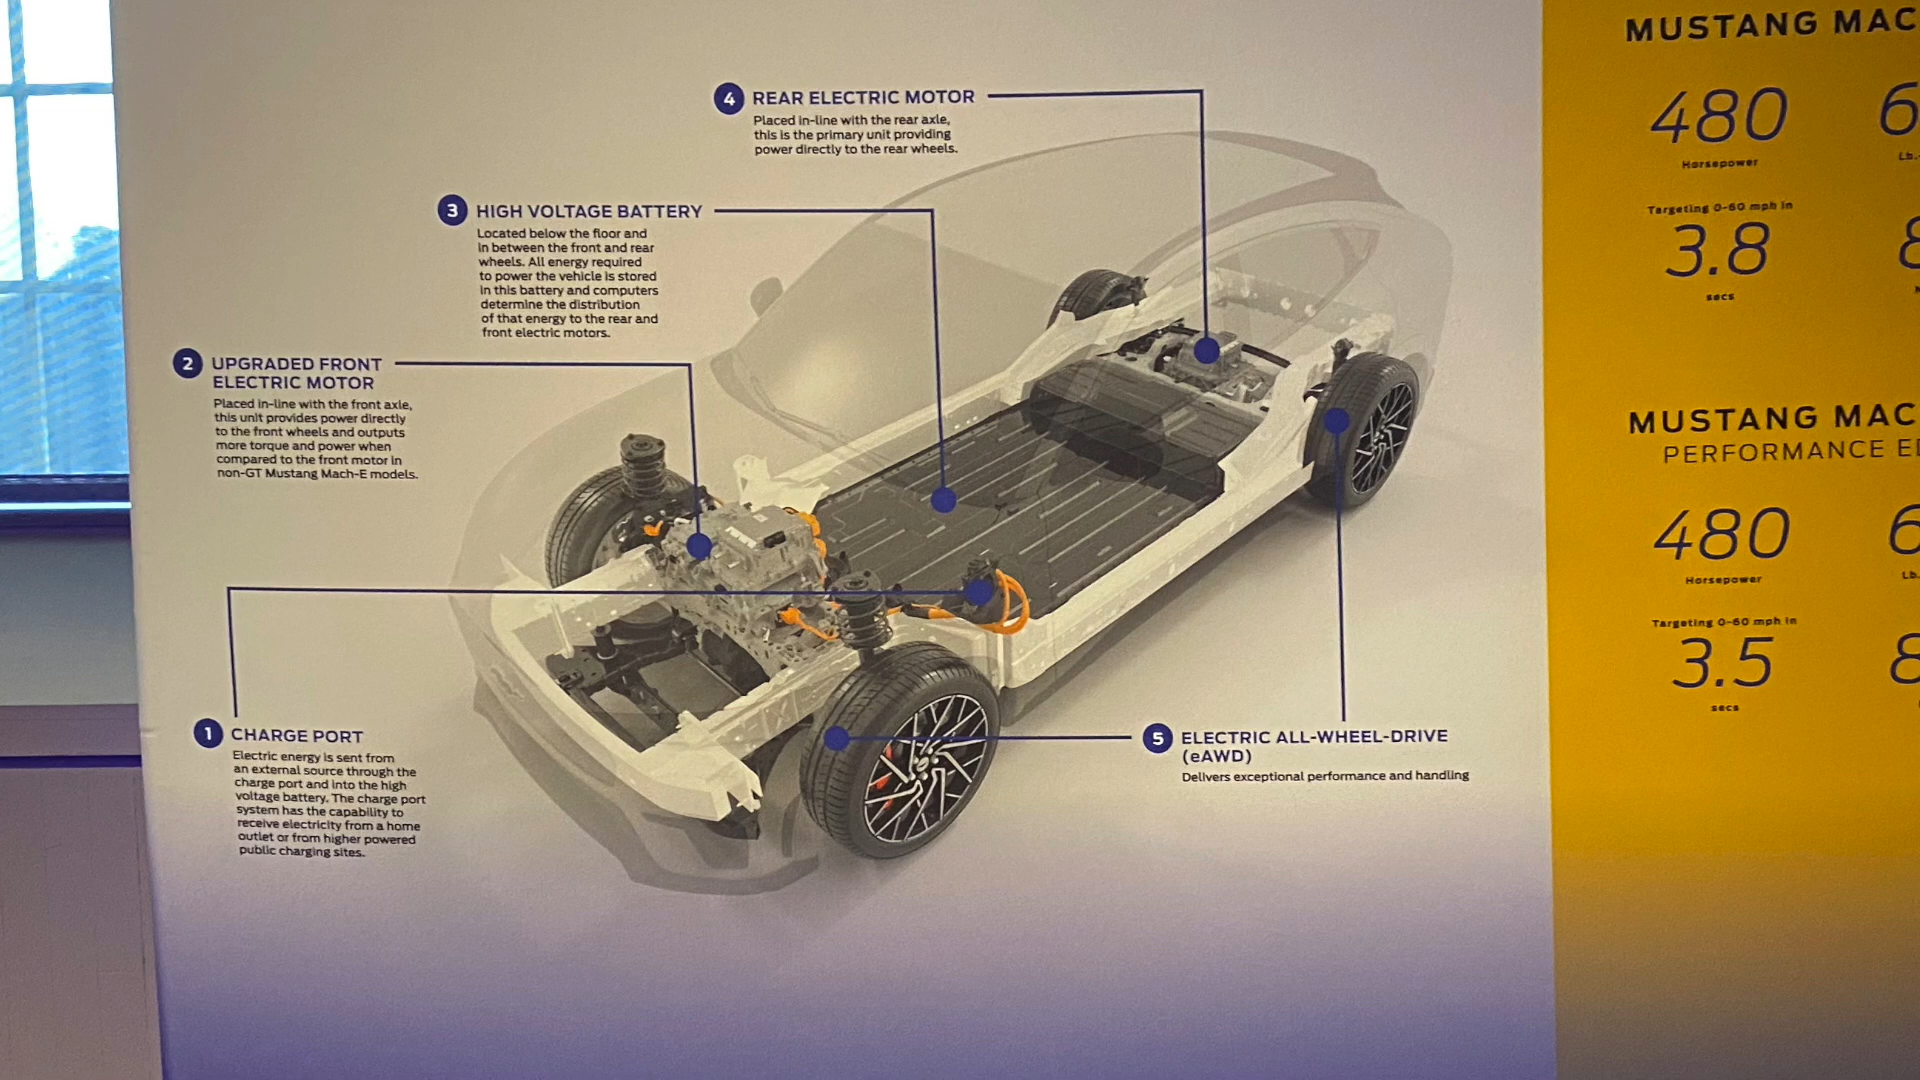 4 REAR ELECTRIC MOTOR
Placed in-line with the rear axle,
this is the primary unit providing
power directly to the rear wheels.
3 HIGH VOLTAGE BATTERY
Located below the floor and
in between the front and rear
wheels. All energy required
to power the vehicle is stored
in this battery and computers
determine the distribution
of that energy to the rear and
front electric motors.
2 UPGRADED FRONT
ELECTRIC MOTOR
Placed in-line with the front axle,
this unit provides power directly
to the front wheels and outputs
more torque and power when
compared to the front motor in
non-GT Mustang Mach-E models.
1 CHARGE PORT
Electric energy is sent from
an external source through the
charge port and into the high
voltage battery. The charge port
system has the capability to
receive electricity from a home
outlet or from higher powered
public charging sites.
5 ELECTRIC ALL-WHEEL-DRIVE
(eAWD)
Delivers exceptional performance and handling
MUSTANG MAC
480 6
Horsepower Lb.
Targeting 0-60 mph in
3.8
secs
MUSTANG MAC
PERFORMANCE E
480 6
Horsepower Lb.
Targeting 0-60 mph in
3.5
secs